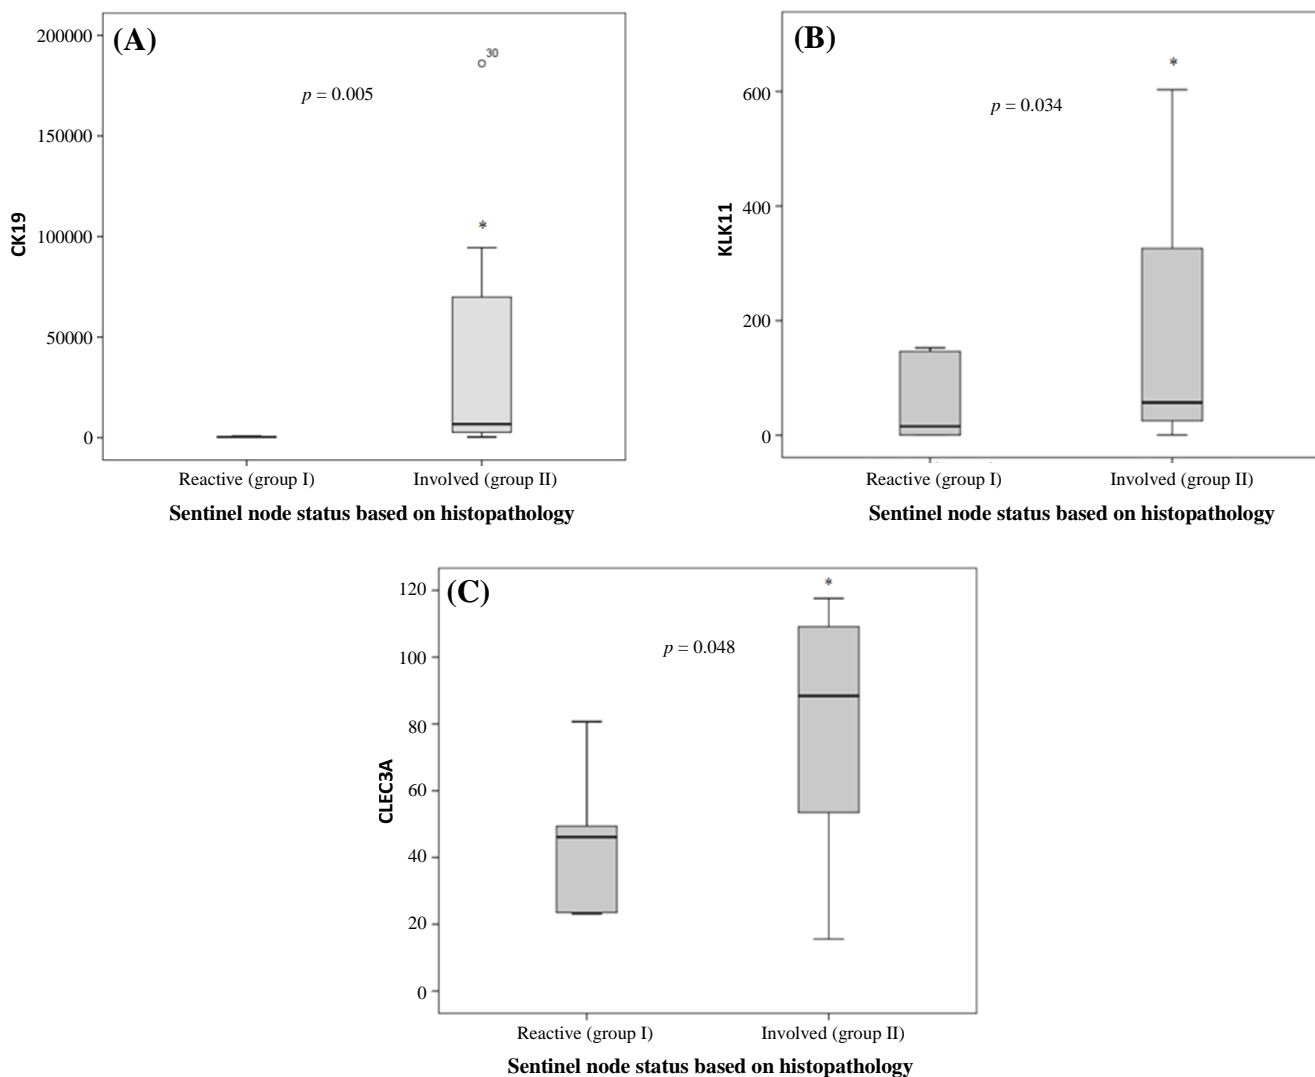 (A)
200000
150000
100000
50000
0
CK19
30
p = 0.005
*
Reactive (group I)
Involved (group II)
Sentinel node status based on histopathology
(B)
600
400
200
0
KLK11
p = 0.034
*
Reactive (group I)
Involved (group II)
Sentinel node status based on histopathology
(C)
120
100
80
60
40
20
0
CLEC3A
p = 0.048
*
Reactive (group I)
Involved (group II)
Sentinel node status based on histopathology